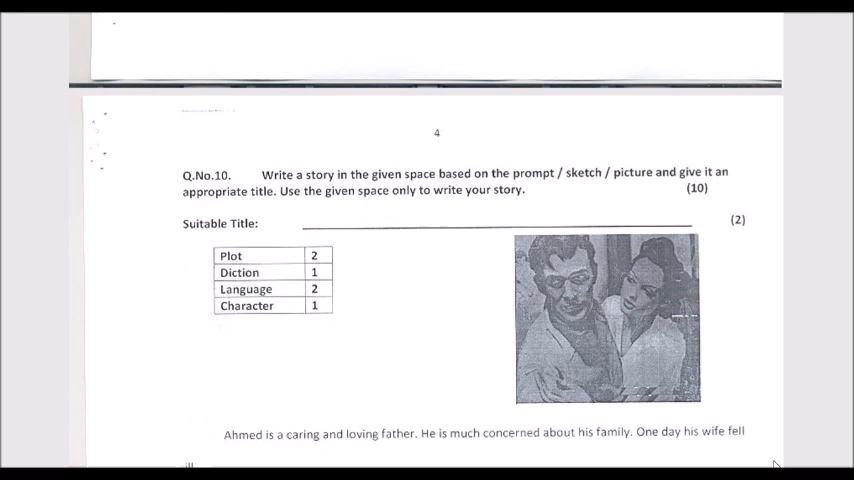 4
Q.No.10. Write a story in the given space based on the prompt / sketch / picture and give it an
appropriate title. Use the given space only to write your story. (10)
Suitable Title: (2)
Plot 2
Diction 1
Language 2
Character 1
Ahmed is a caring and loving father. He is much concerned about his family. One day his wife fell
ill